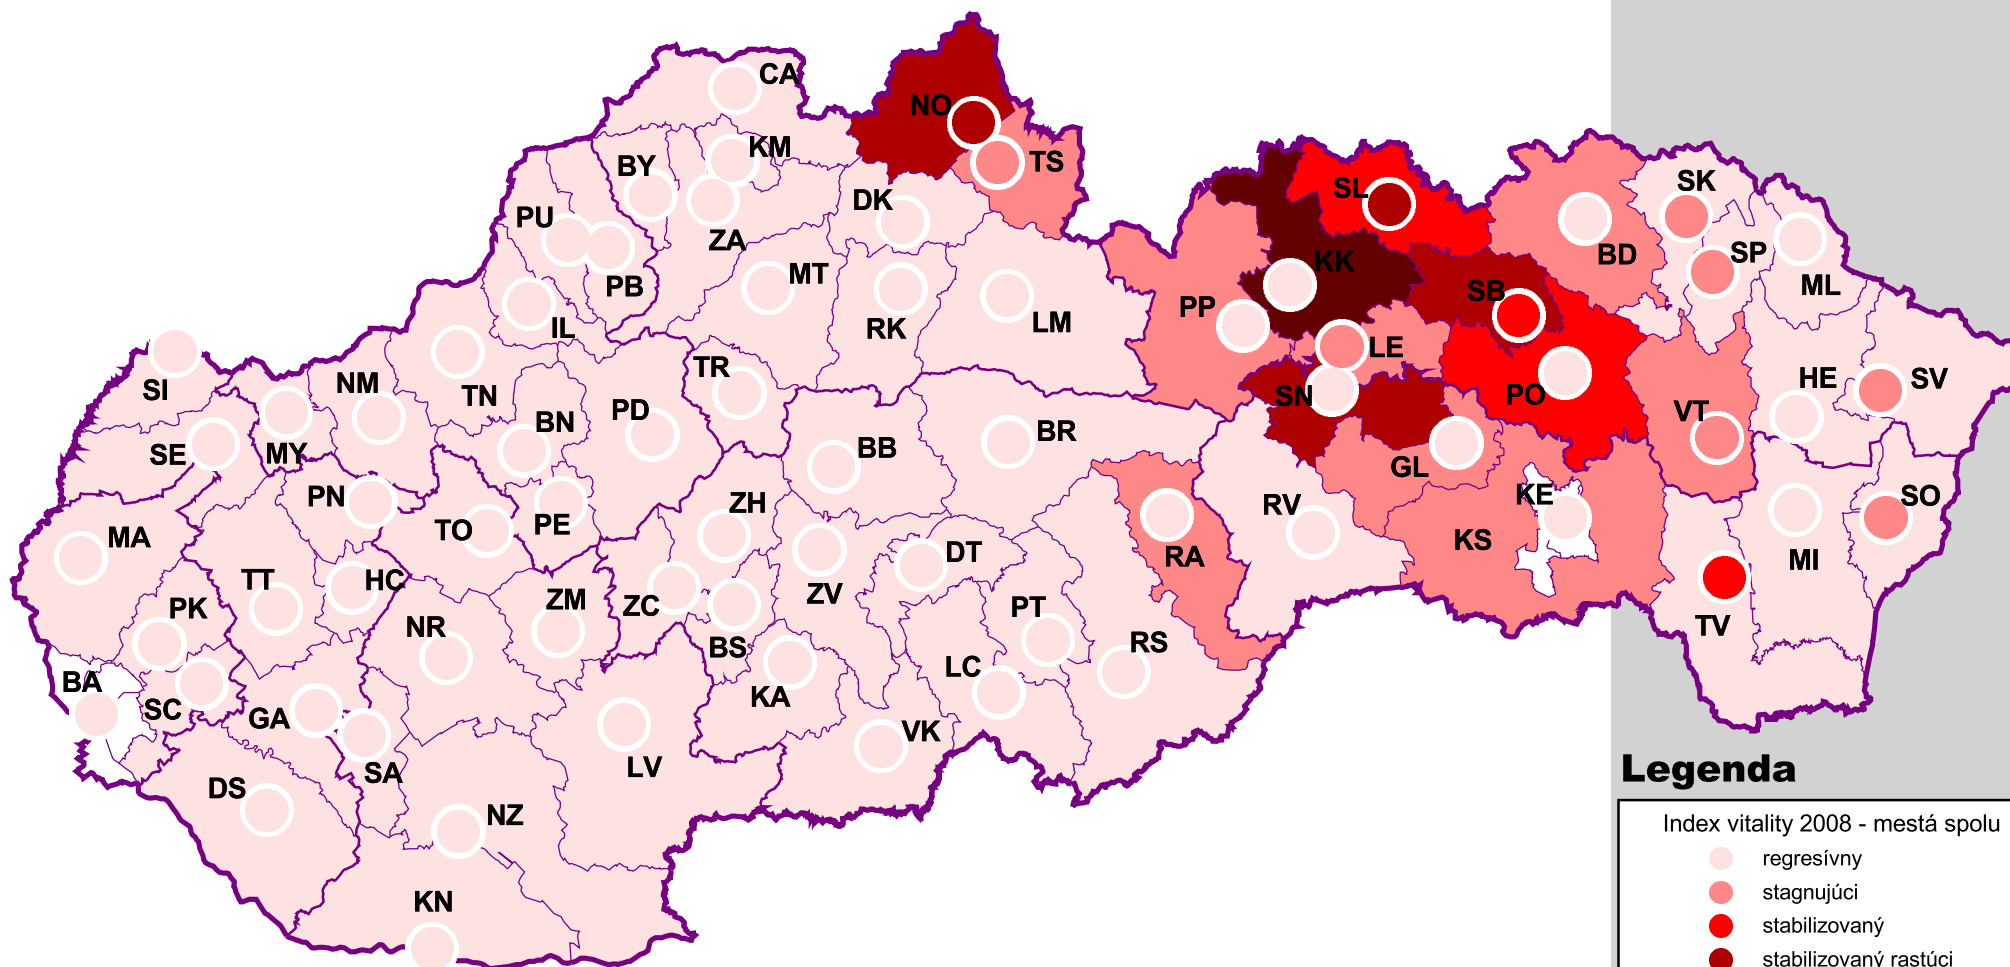 CA
NO
KM
BY
TS
SK
SL
DK
PU
ZA
SP
BD
KK
MT
PB
ML
SB
PP
IL
RK
LM
LE
TR
HE
SV
SI
NM
TN
SN
PO
BN
PD
VT
BR
BB
SE
MY
GL
PN
ZH
KE
SO
RV
TO
PE
MA
KS
DT
RA
MI
TT
HC
ZM
ZC
ZV
PT
PK
NR
TV
BS
RS
LC
BA
KA
SC
GA
VK
SA
LV
DS
NZ
KN
Legenda
Index vitality 2008 - mestá spolu
regresívny
stagnujúci
stabilizovaný
stabilizovaný rastúci